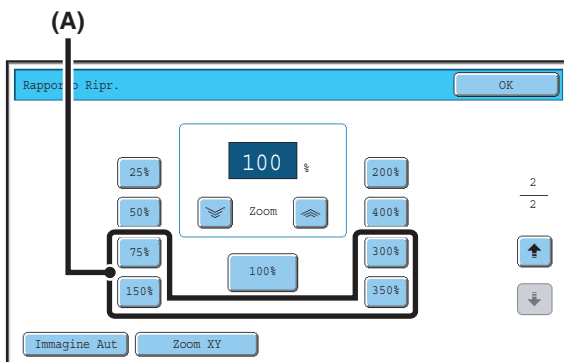 (A)
Rapporto Ripr.
OK
100 %
25%
200%
2
2
50%
Zoom
400%
75%
300%
100%
150%
350%
Immagine Aut
Zoom XY